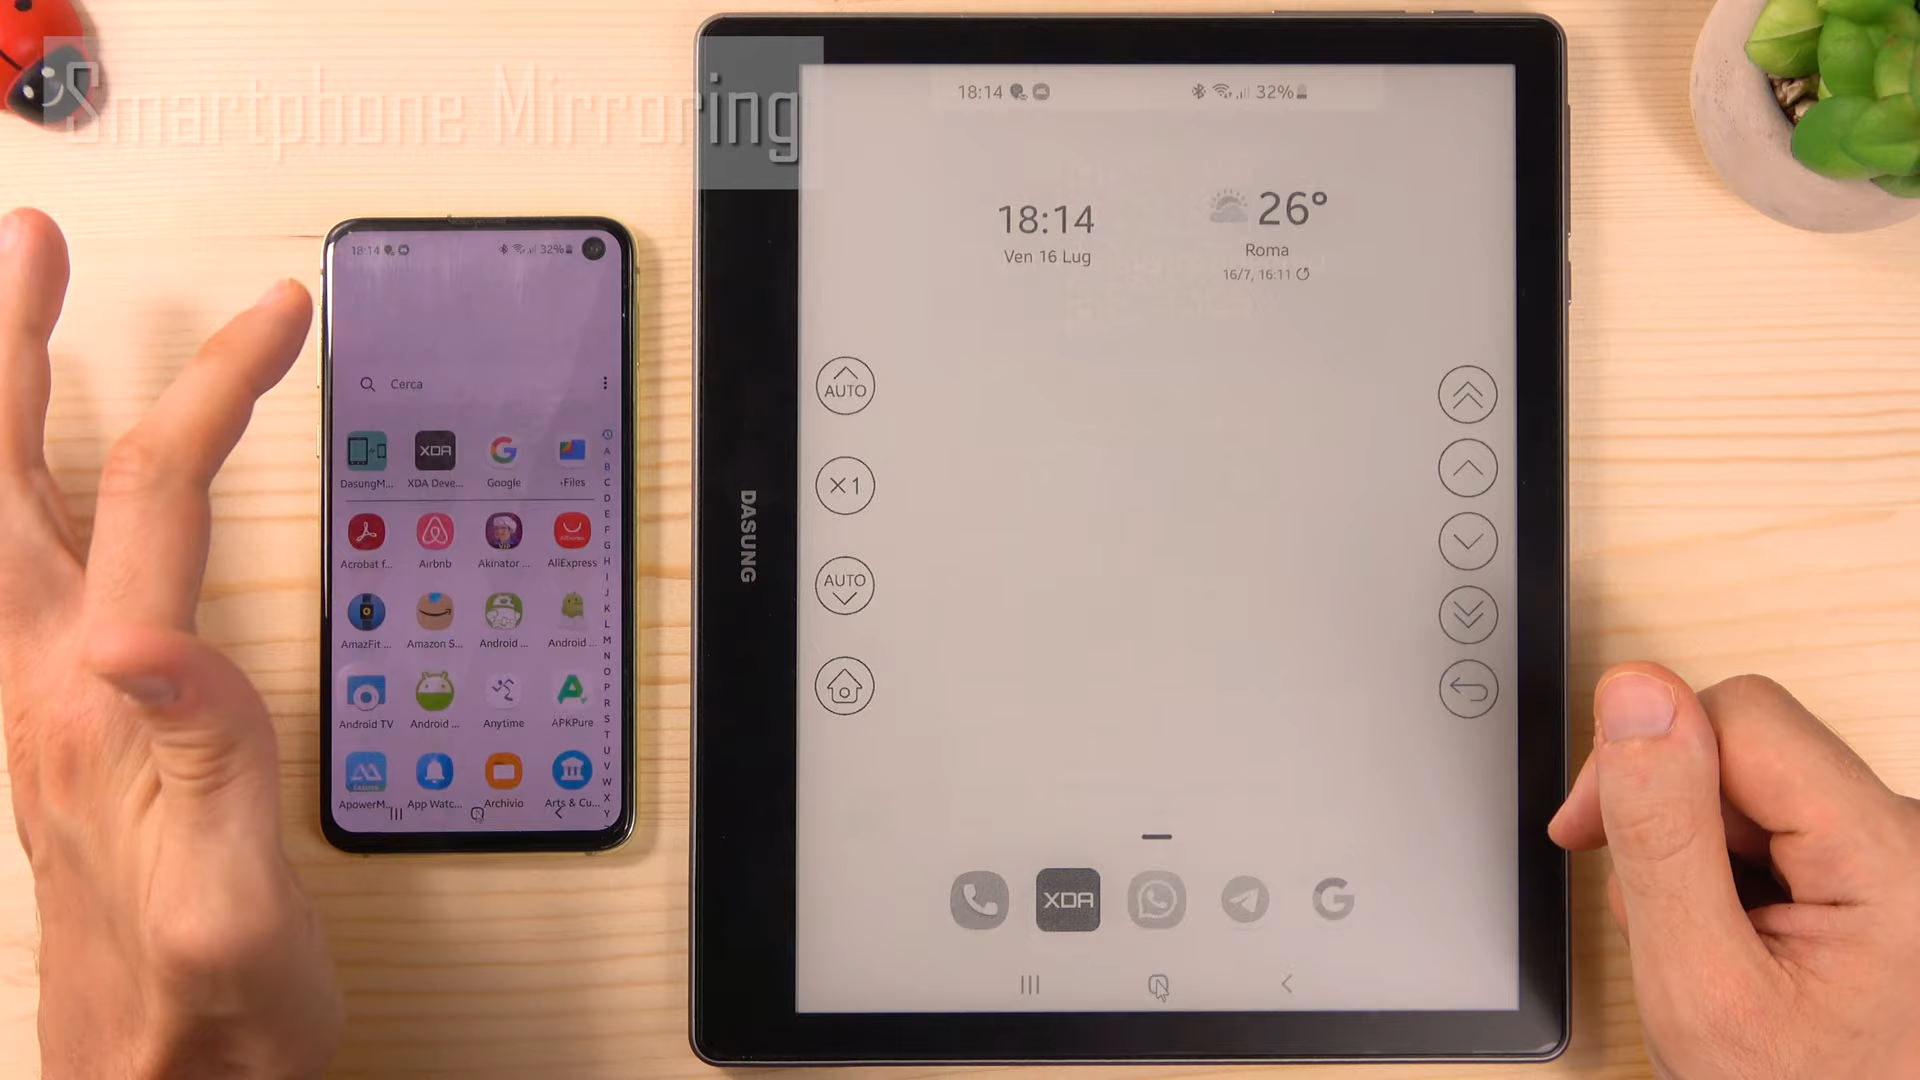 Smartphone Mirroring
18:14
32%
Cerca
DasungM...
XDA
XDA Deve...
Google
Files
Acrobat f...
Airbnb
Akinator ...
AliExpress
AmazFit ...
Amazon S...
Android ...
Android ...
Android TV
Android ...
Anytime
APKPure
ApowerM...
App Watc...
Archivio
Arts & Cu...
A
B
C
D
E
F
G
H
I
J
K
L
M
N
O
P
R
S
T
U
V
W
X
Y
DASUNG
18:14
32%
18:14
Ven 16 Lug
26°
Roma
16/7, 16:11
AUTO
X1
AUTO
XDA
G